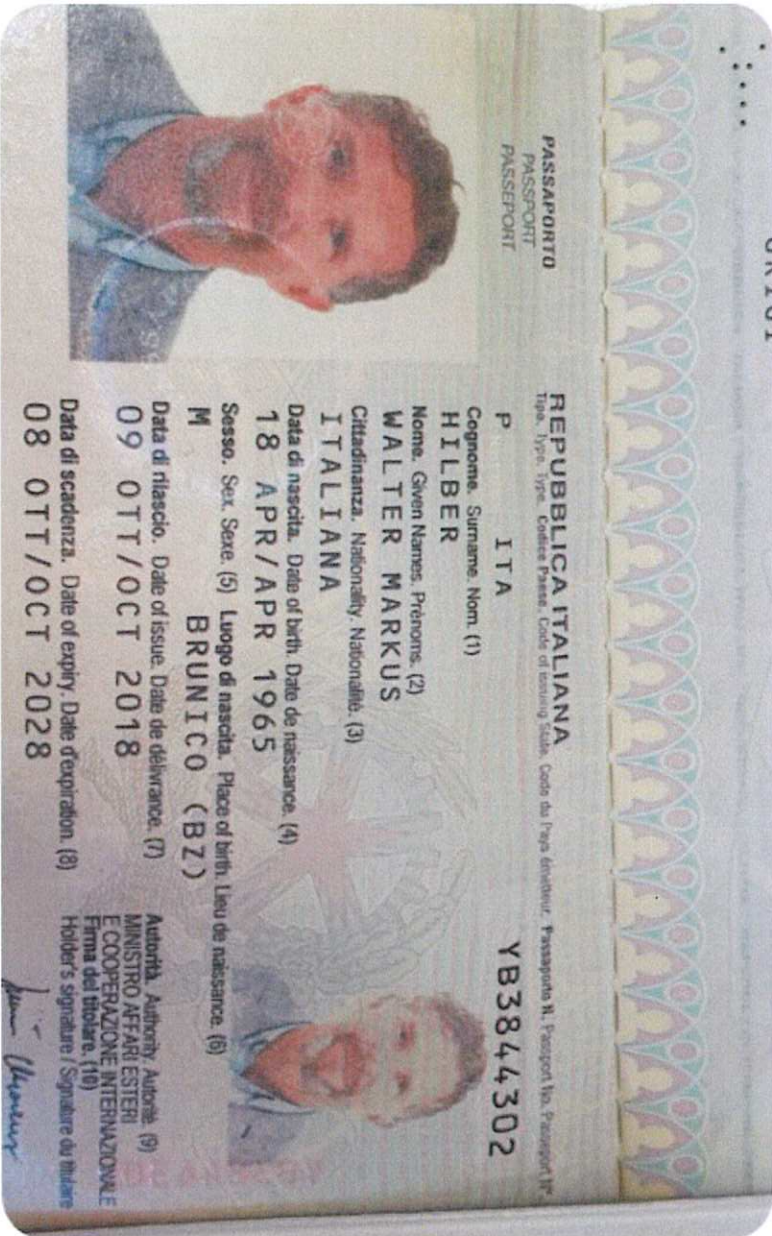 PASSAPORTO
PASSPORT
PASSEPORT
REPUBBLICA ITALIANA
Tipo. Type. Type. Codice Paese. Code of issuing State. Code du Pays émetteur. Passaporto N. Passport No. Passeport N°.
P ITA YB3844302
Cognome. Surname. Nom. (1)
HILBER
Nome. Given Names. Prénoms. (2)
WALTER MARKUS
Cittadinanza. Nationality. Nationalité. (3)
ITALIANA
Data di nascita. Date of birth. Date de naissance. (4)
18 APR/APR 1965
Sesso. Sex. Sexe. (5) Luogo di nascita. Place of birth. Lieu de naissance. (6)
M BRUNICO (BZ)
Data di rilascio. Date of issue. Date de délivrance. (7)
09 OTT/OCT 2018
Autorità. Authority. Autorité. (9)
MINISTRO AFFARI ESTERI
E COOPERAZIONE INTERNAZIONALE
Data di scadenza. Date of expiry. Date d'expiration. (8)
08 OTT/OCT 2028
Firma del titolare. (10)
Holder's signature / Signature du titulaire